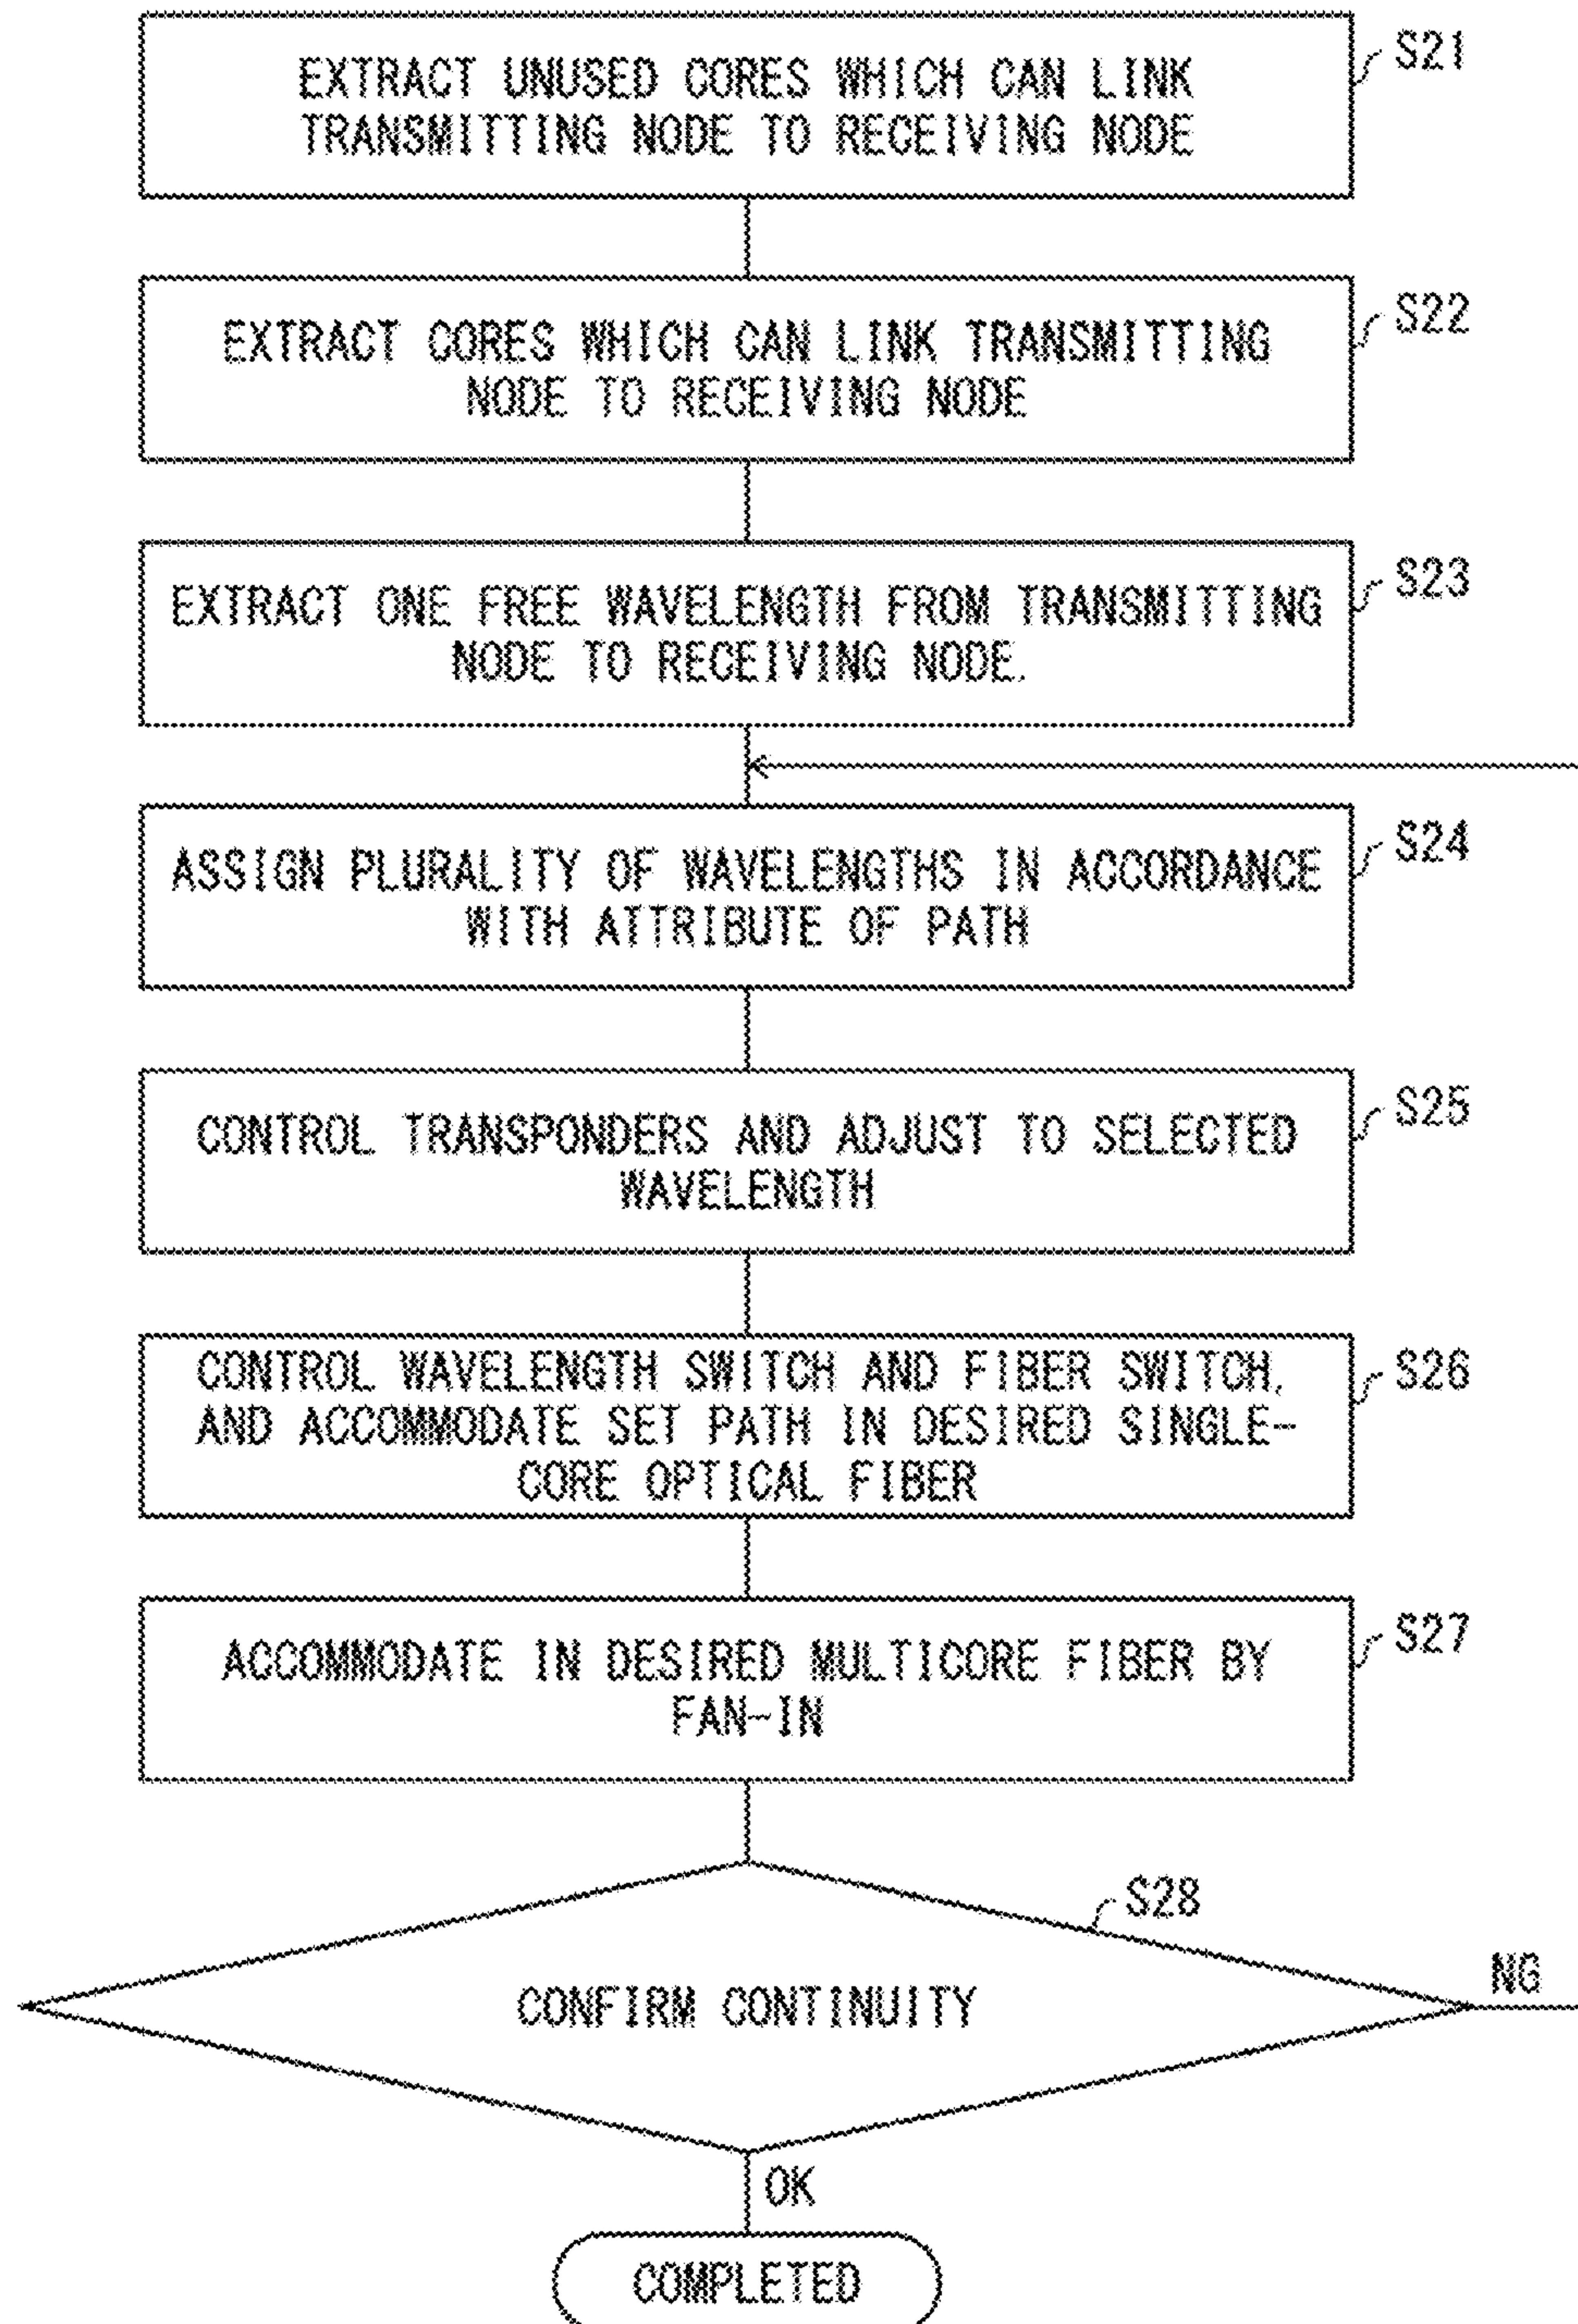 EXTRACT UNUSED CORES WHICH CAN LINK
TRANSMITTING NODE TO RECEIVING NODE
S21
EXTRACT CORES WHICH CAN LINK TRANSMITTING
NODE TO RECEIVING NODE
S22
EXTRACT ONE FREE WAVELENGTH FROM TRANSMITTING
NODE TO RECEIVING NODE.
S23
ASSIGN PLURALITY OF WAVELENGTHS IN ACCORDANCE
WITH ATTRIBUTE OF PATH
S24
CONTROL TRANSPONDERS AND ADJUST TO SELECTED
WAVELENGTH
S25
CONTROL WAVELENGTH SWITCH AND FIBER SWITCH,
AND ACCOMMODATE SET PATH IN DESIRED SINGLE-
CORE OPTICAL FIBER
S26
ACCOMMODATE IN DESIRED MULTICORE FIBER BY
FAN-IN
S27
S28
CONFIRM CONTINUITY
NG
OK
COMPLETED